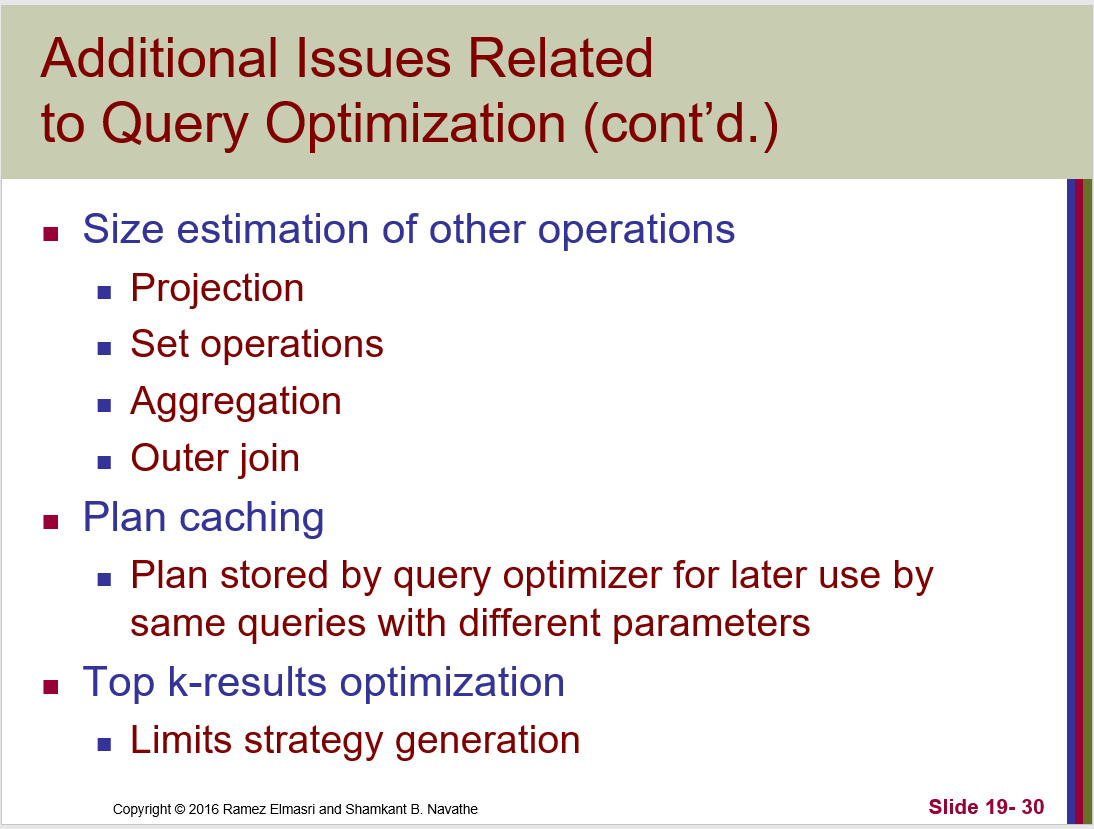 Additional Issues Related
to Query Optimization (cont’d.)
Size estimation of other operations
Projection
Set operations
Aggregation
Outer join
Plan caching
Plan stored by query optimizer for later use by
same queries with different parameters
Top k-results optimization
Limits strategy generation
Copyright © 2016 Ramez Elmasri and Shamkant B. Navathe
Slide 19- 30